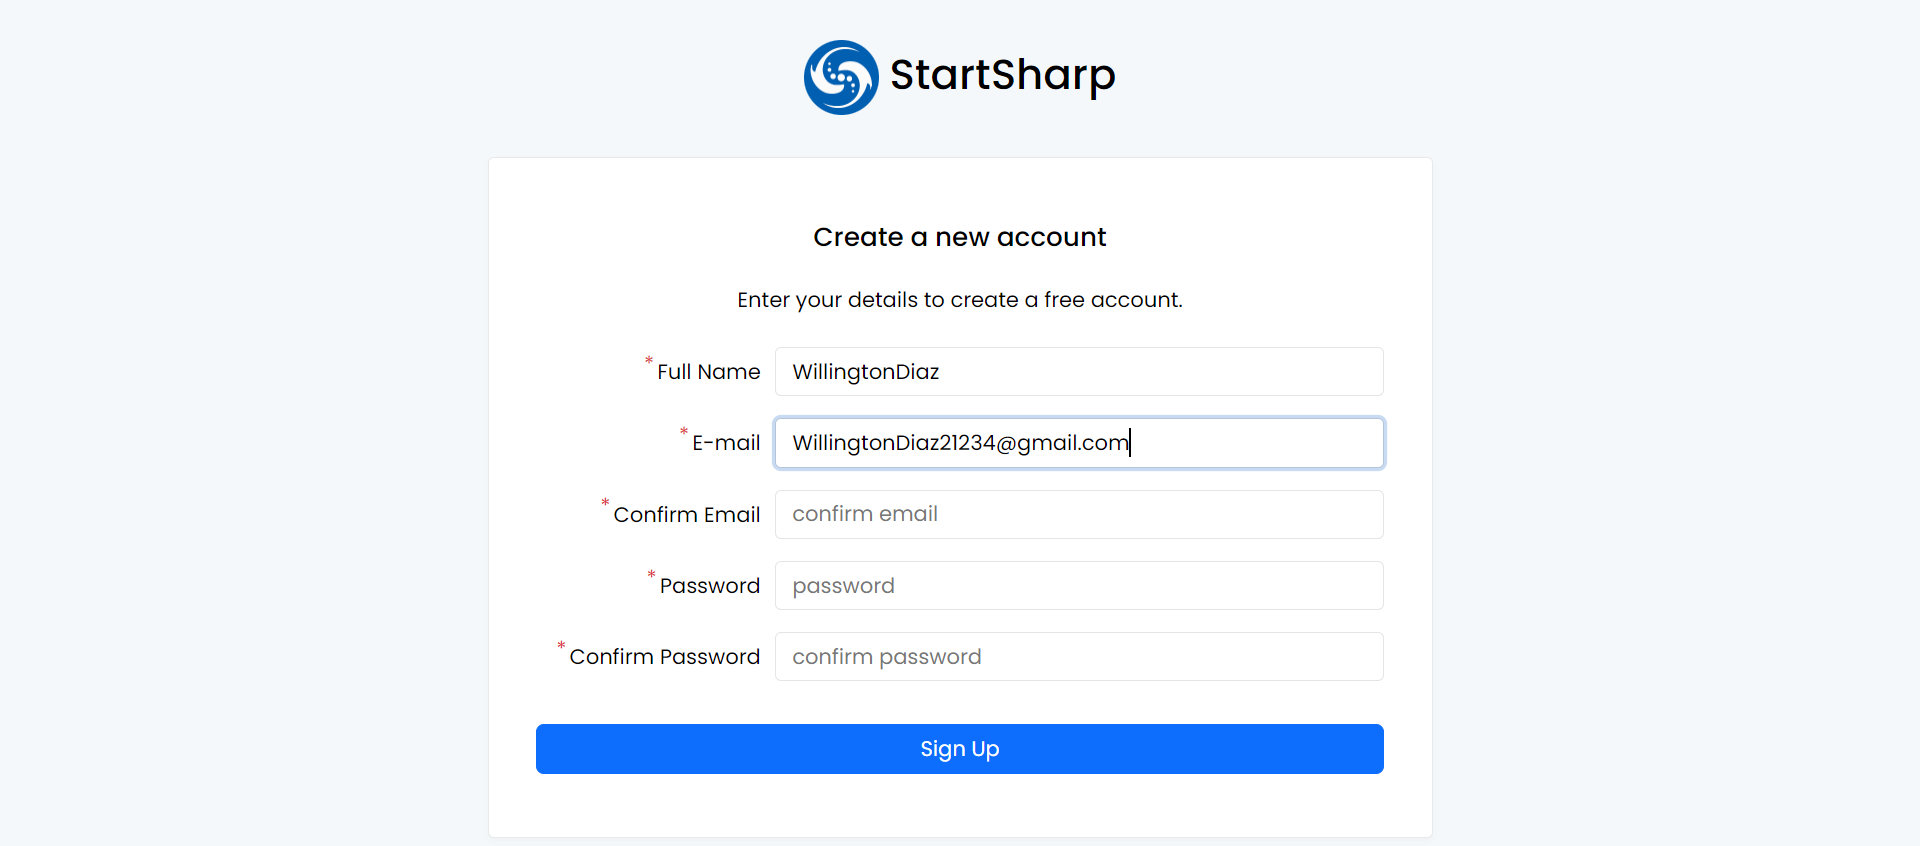 StartSharp
Create a new account
Enter your details to create a free account.
* Full Name WillingtonDiaz
* E-mail WillingtonDiaz21234@gmail.com
* Confirm Email confirm email
* Password password
* Confirm Password confirm password
Sign Up